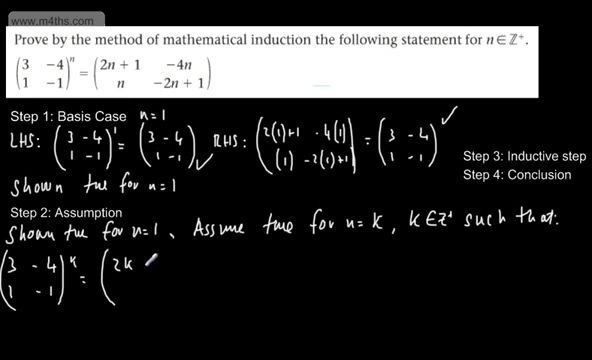 www.m4ths.com
Prove by the method of mathematical induction the following statement for n ∈ ℤ⁺.
(3 −4; 1 −1)ⁿ = (2n + 1 −4n; n −2n + 1)
Step 1: Basis Case n=1
LHS: (3 -4; 1 -1)¹ = (3 -4; 1 -1) ✓ RHS: (2(1)+1 -4(1); (1) -2(1)+1) = (3 -4; 1 -1) ✓
Shown true for n=1
Step 3: Inductive step
Step 4: Conclusion
Step 2: Assumption
Shown true for n=1, Assume true for n=k, k∈Z⁺ such that:
(3 -4; 1 -1)ᵏ = (2k